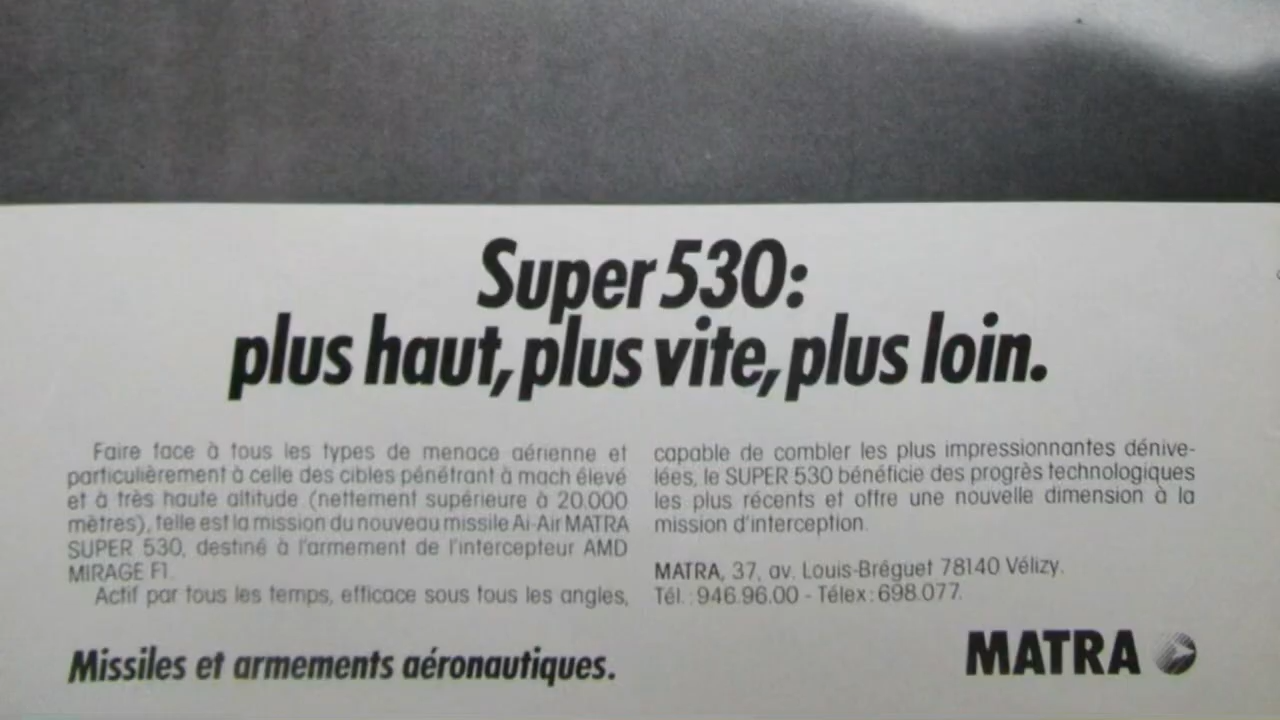 Super 530:
plus haut, plus vite, plus loin.
Faire face à tous les types de menace aérienne et
particulièrement à celle des cibles pénétrant à mach élevé
et à très haute altitude (nettement supérieure à 20.000
mètres), telle est la mission du nouveau missile Ai-Air MATRA
SUPER 530, destiné à l'armement de l'intercepteur AMD
MIRAGE F1.
Actif par tous les temps, efficace sous tous les angles,
capable de combler les plus impressionnantes dénive-
lées, le SUPER 530 bénéficie des progrès technologiques
les plus récents et offre une nouvelle dimension à la
mission d'interception.
MATRA, 37, av. Louis-Bréguet 78140 Vélizy.
Tél.: 946.96.00 - Télex: 698.077.
Missiles et armements aéronautiques.
MATRA